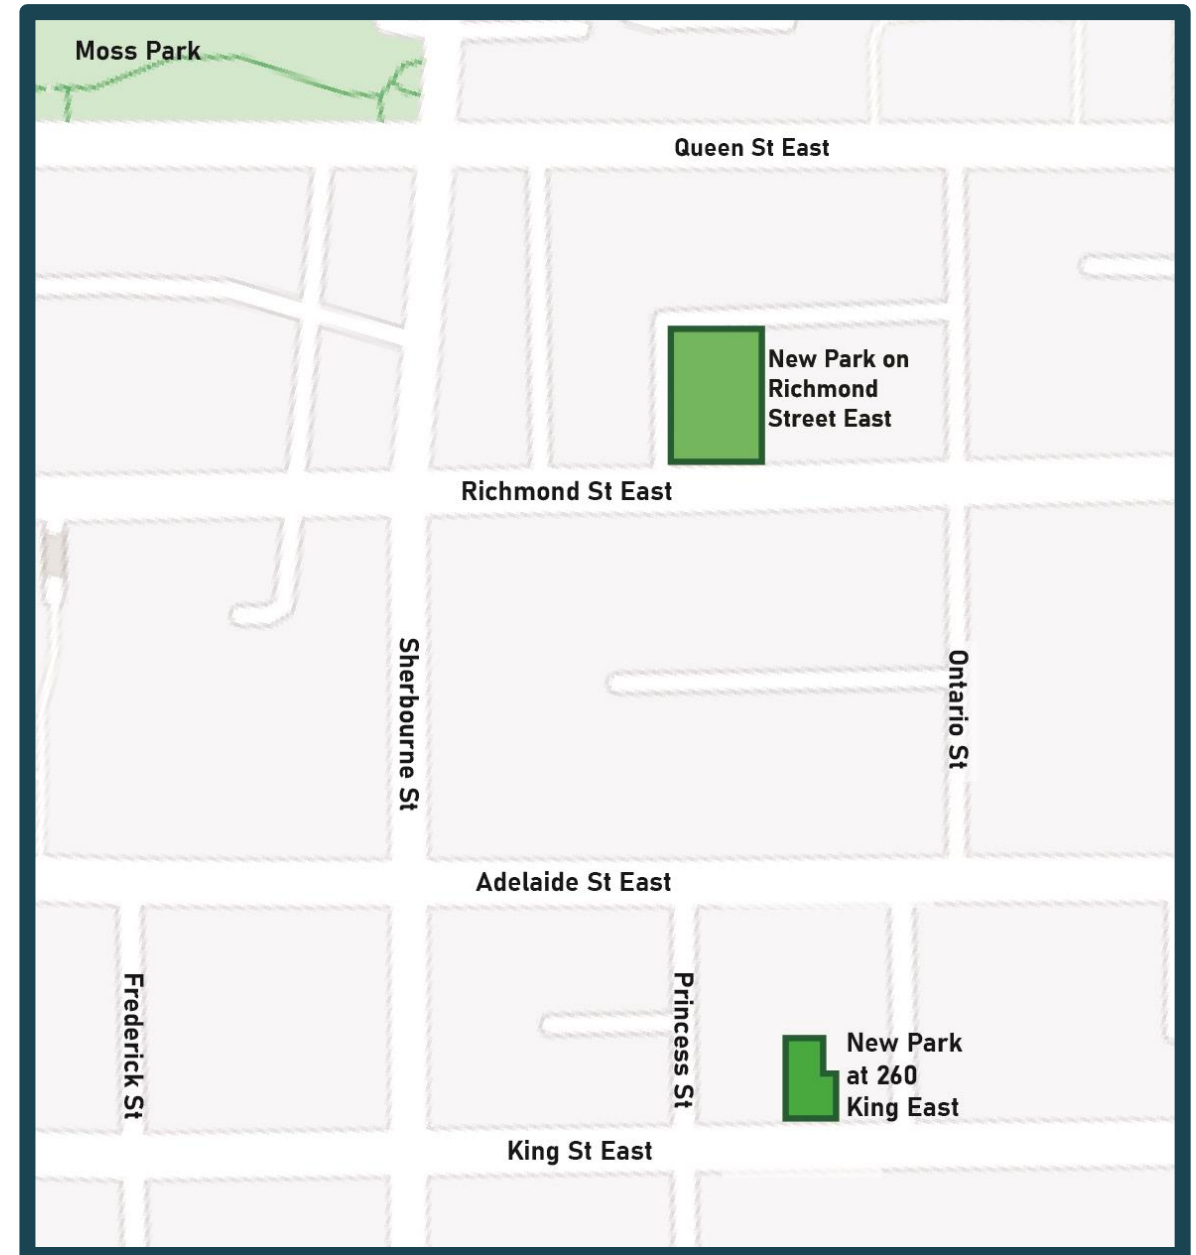 Moss Park
Queen St East
New Park on
Richmond
Street East
Richmond St East
Sherbourne St
Ontario St
Adelaide St East
Frederick St
Princess St
New Park
at 260
King East
King St East